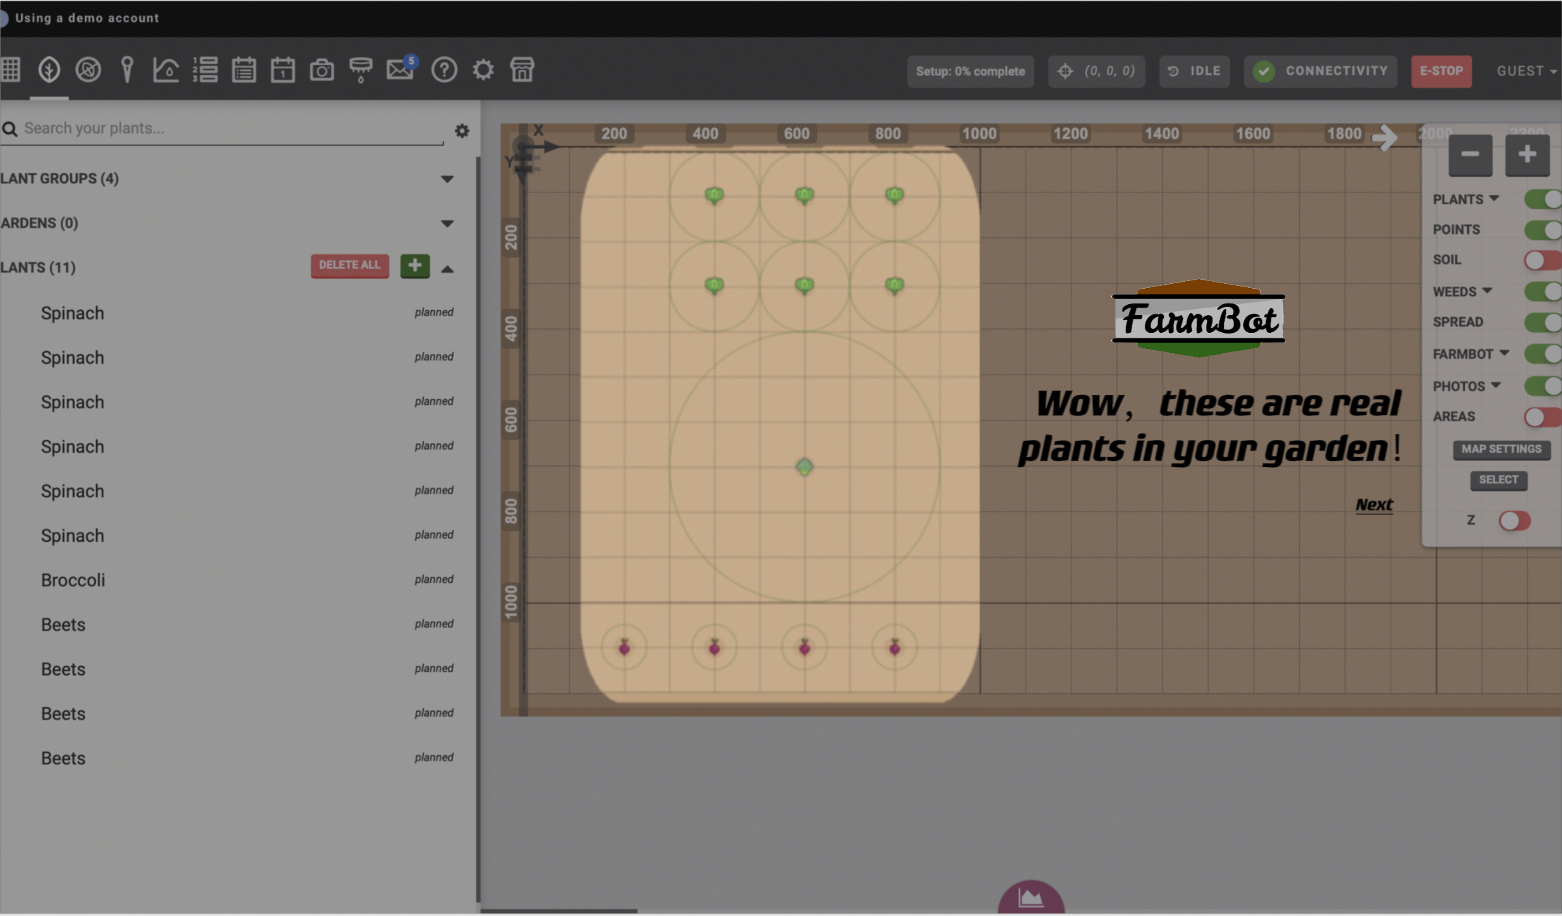 Using a demo account
5
Setup: 0% complete
(0, 0, 0)
IDLE
CONNECTIVITY
E-STOP
GUEST
Search your plants...
LANT GROUPS (4)
ARDENS (0)
LANTS (11)
DELETE ALL
+
Spinach planned
Spinach planned
Spinach planned
Spinach planned
Spinach planned
Spinach planned
Broccoli planned
Beets planned
Beets planned
Beets planned
Beets planned
X
200 400 600 800 1000 1200 1400 1600 1800 2000 2200
Y
200
400
600
800
1000
FarmBot
Wow, these are real
plants in your garden!
Next
PLANTS
POINTS
SOIL
WEEDS
SPREAD
FARMBOT
PHOTOS
AREAS
MAP SETTINGS
SELECT
Z